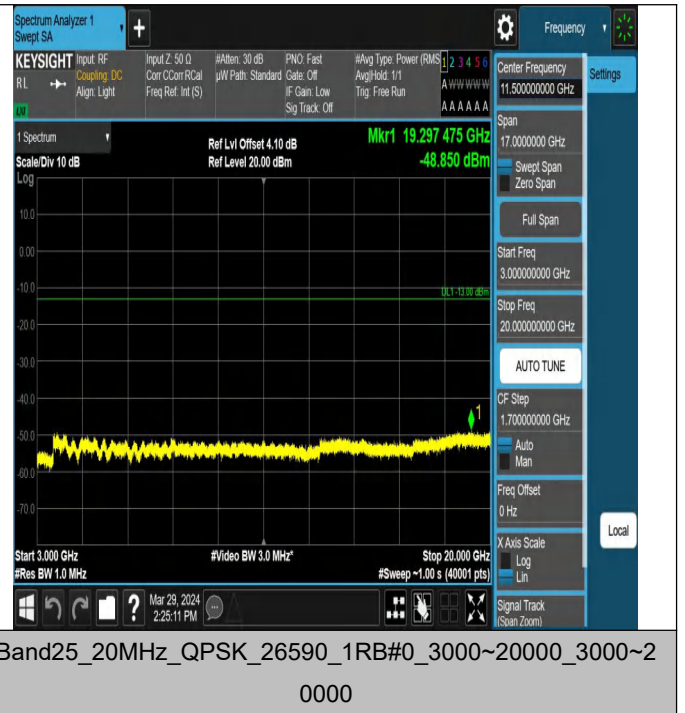 Spectrum Analyzer 1
Swept SA
+
Frequency
KEYSIGHT
RL
Input: RF
Coupling: DC
Align: Light
Input Z: 50 Ω
Corr CCorr RCal
Freq Ref: Int (S)
#Atten: 30 dB
µW Path: Standard
PNO: Fast
Gate: Off
IF Gain: Low
Sig Track: Off
#Avg Type: Power (RMS
Avg|Hold: 1/1
Trig: Free Run
1 2 3 4 5 6
A W W W W W
A A A A A A
Center Frequency
11.500000000 GHz
Settings
1 Spectrum
Scale/Div 10 dB
Log
Ref Lvl Offset 4.10 dB
Ref Level 20.00 dBm
Mkr1 19.297 475 GHz
-48.850 dBm
Span
17.0000000 GHz
Swept Span
Zero Span
Full Span
Start Freq
3.000000000 GHz
Stop Freq
20.000000000 GHz
AUTO TUNE
CF Step
1.700000000 GHz
Auto
Man
Freq Offset
0 Hz
X Axis Scale
Log
Lin
Local
Signal Track
(Span Zoom)
10.0
0.00
-10.0
DL1 -13.00 dBm
-20.0
-30.0
-40.0
1
-50.0
-60.0
-70.0
Start 3.000 GHz
#Res BW 1.0 MHz
#Video BW 3.0 MHz*
Stop 20.000 GHz
#Sweep ~1.00 s (40001 pts)
?
Mar 29, 2024
2:25:11 PM
Band25_20MHz_QPSK_26590_1RB#0_3000~20000_3000~2
0000